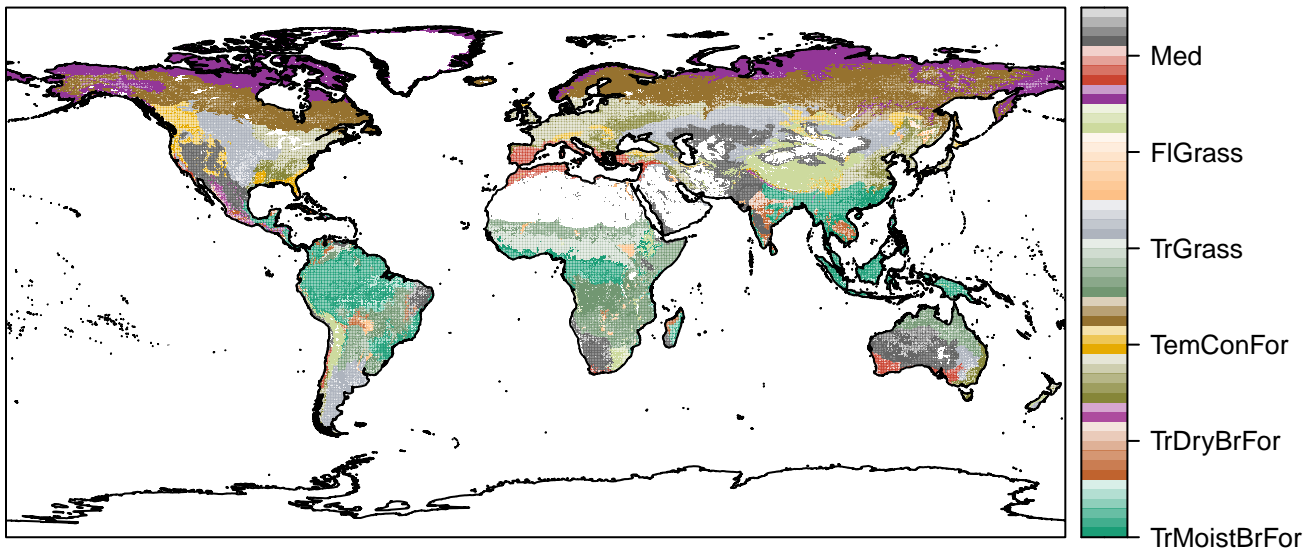 Med
FlGrass
TrGrass
TemConFor
TrDryBrFor
TrMoistBrFor